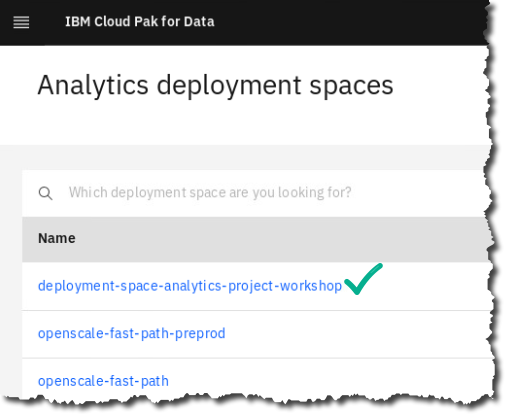 IBM Cloud Pak for Data
Analytics deployment spaces
Which deployment space are you looking for?
Name
deployment-space-analytics-project-workshop
openscale-fast-path-preprod
openscale-fast-path